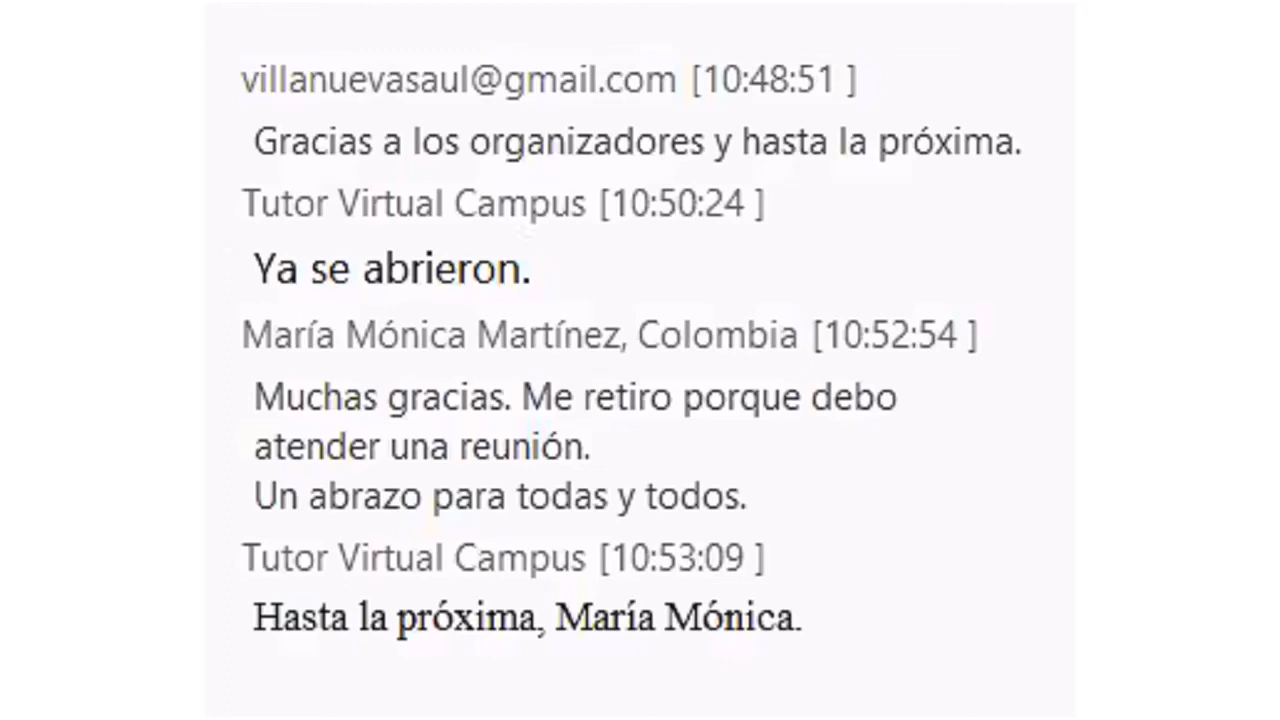 villanuevasaul@gmail.com [10:48:51 ]
Gracias a los organizadores y hasta la próxima.
Tutor Virtual Campus [10:50:24 ]
Ya se abrieron.
María Mónica Martínez, Colombia [10:52:54 ]
Muchas gracias. Me retiro porque debo
atender una reunión.
Un abrazo para todas y todos.
Tutor Virtual Campus [10:53:09 ]
Hasta la próxima, María Mónica.